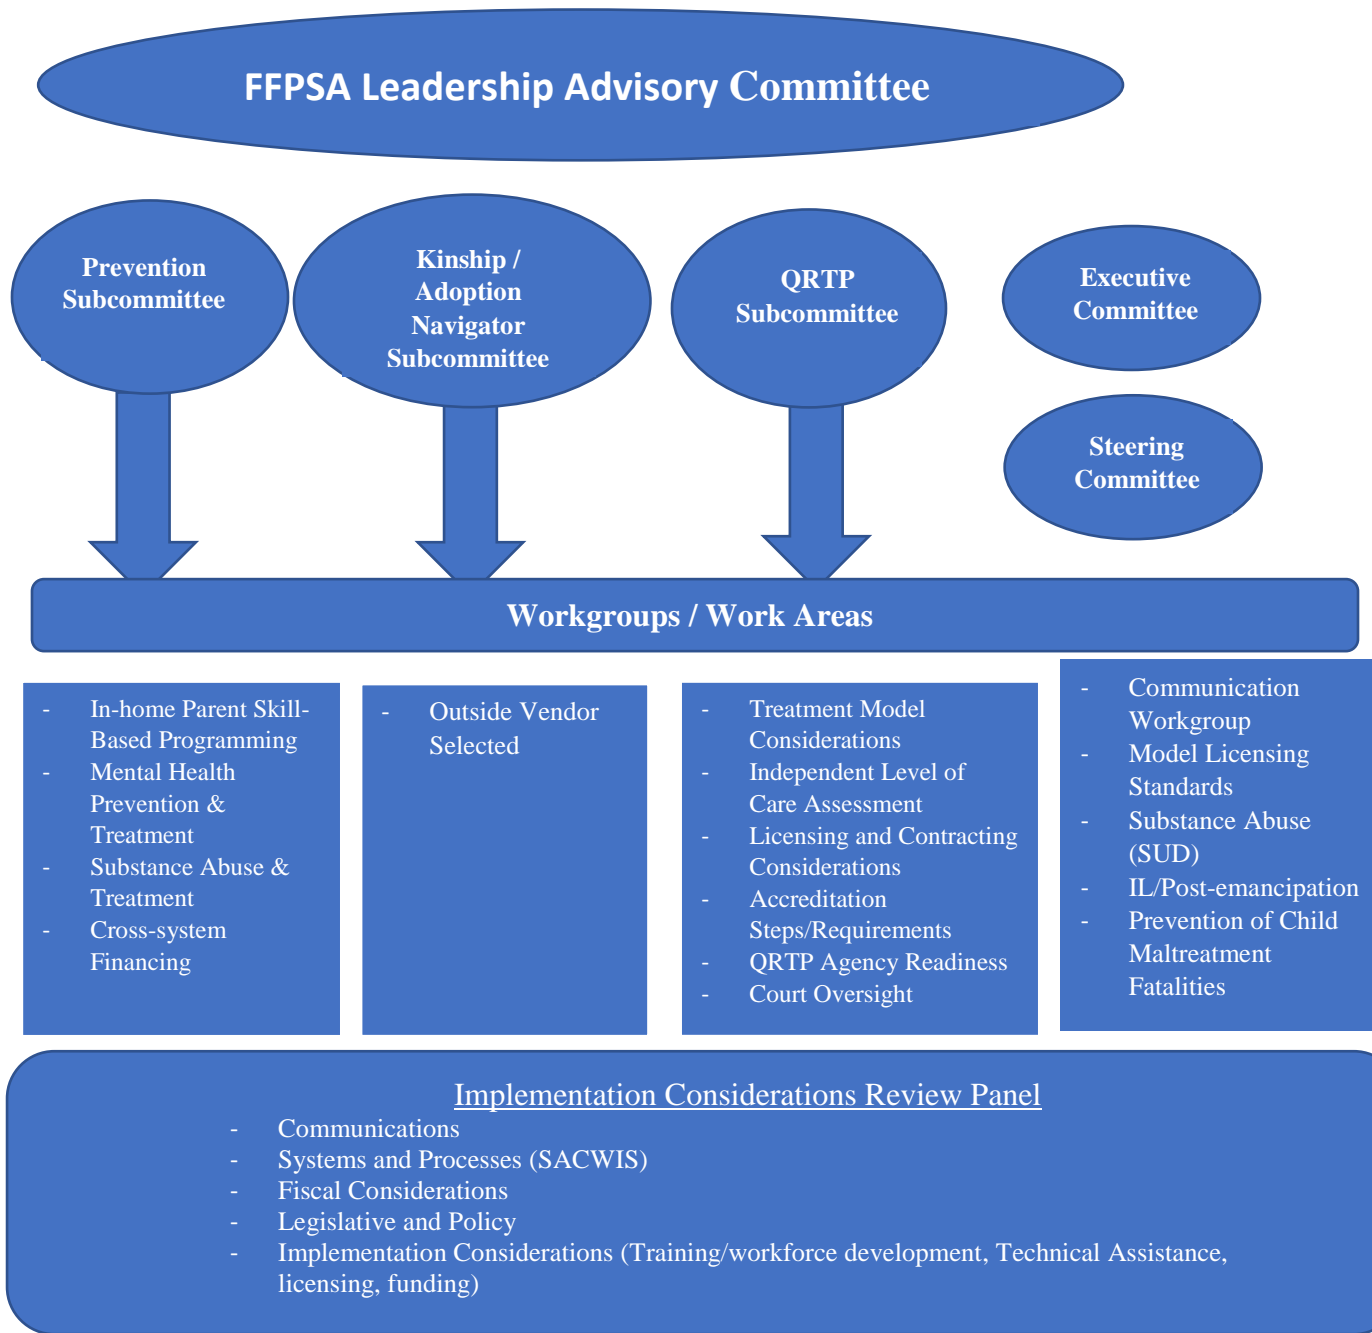 FFPSA Leadership Advisory Committee
Prevention
Subcommittee
Kinship /
Adoption
Navigator
Subcommittee
QRTP
Subcommittee
Executive
Committee
Steering
Committee
Workgroups / Work Areas
- In-home Parent Skill-
Based Programming
- Mental Health
Prevention &
Treatment
- Substance Abuse &
Treatment
- Cross-system
Financing
- Outside Vendor
Selected
- Treatment Model
Considerations
- Independent Level of
Care Assessment
- Licensing and Contracting
Considerations
- Accreditation
Steps/Requirements
- QRTP Agency Readiness
- Court Oversight
- Communication
Workgroup
- Model Licensing
Standards
- Substance Abuse
(SUD)
- IL/Post-emancipation
- Prevention of Child
Maltreatment
Fatalities
Implementation Considerations Review Panel
- Communications
- Systems and Processes (SACWIS)
- Fiscal Considerations
- Legislative and Policy
- Implementation Considerations (Training/workforce development, Technical Assistance,
licensing, funding)